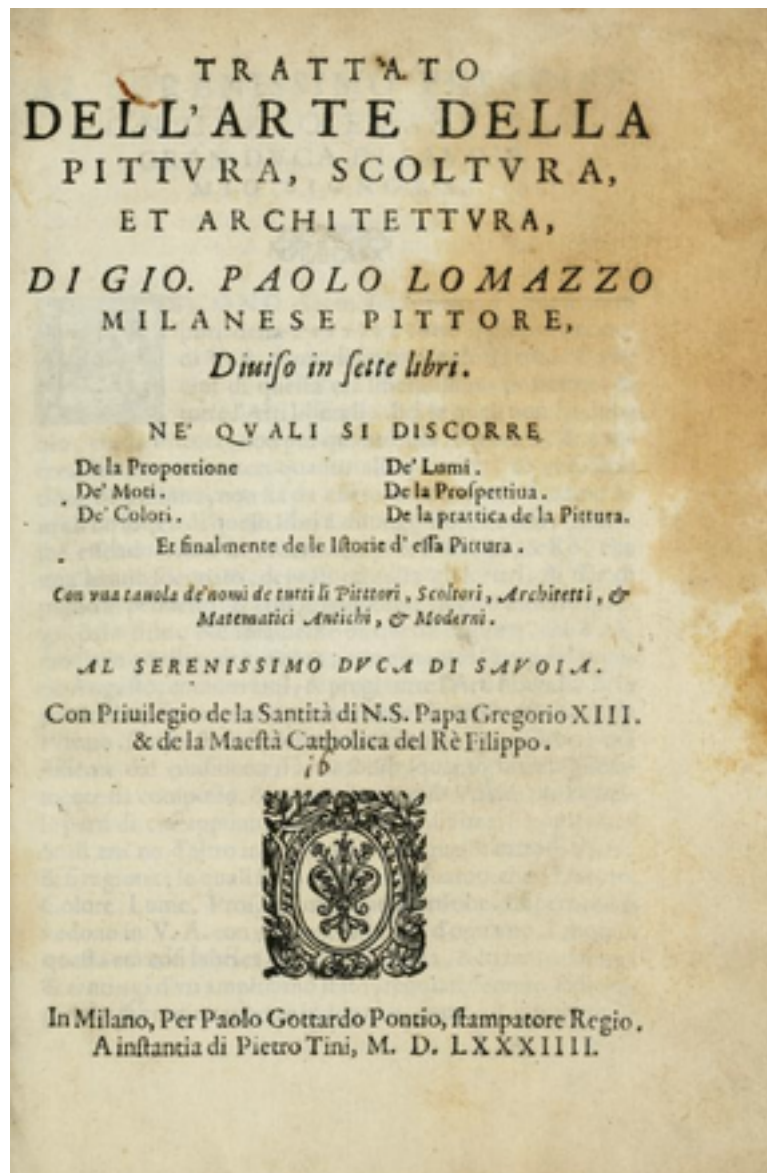 TRATTATO
DELL'ARTE DELLA
PITTVRA, SCOLTVRA,
ET ARCHITETTVRA,
DI GIO. PAOLO LOMAZZO
MILANESE PITTORE,
Diuiſo in ſette libri.
NE' QVALI SI DISCORRE
De la Proportione De' Lumi.
De' Moti. De la Proſpettiua.
De' Colori. De la prattica de la Pittura.
Et finalmente de le Iſtorie d' eſſa Pittura.
Con vna tauola de' nomi de tutti li Pitttori, Scoltori, Architetti, &
Matematici Antichi, & Moderni.
AL SERENISSIMO DVCA DI SAVOIA.
Con Priuilegio de la Santità di N.S. Papa Gregorio XIII.
& de la Maeſtà Catholica del Rè Filippo.
In Milano, Per Paolo Gottardo Pontio, ſtampatore Regio.
A inſtantia di Pietro Tini, M. D. LXXXIIII.